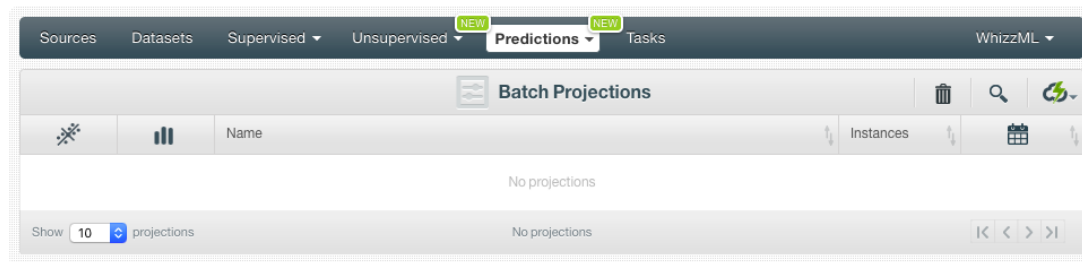 NEW NEW
Sources Datasets Supervised Unsupervised Predictions Tasks WhizzML
Batch Projections
Name Instances
No projections
Show 10 projections No projections